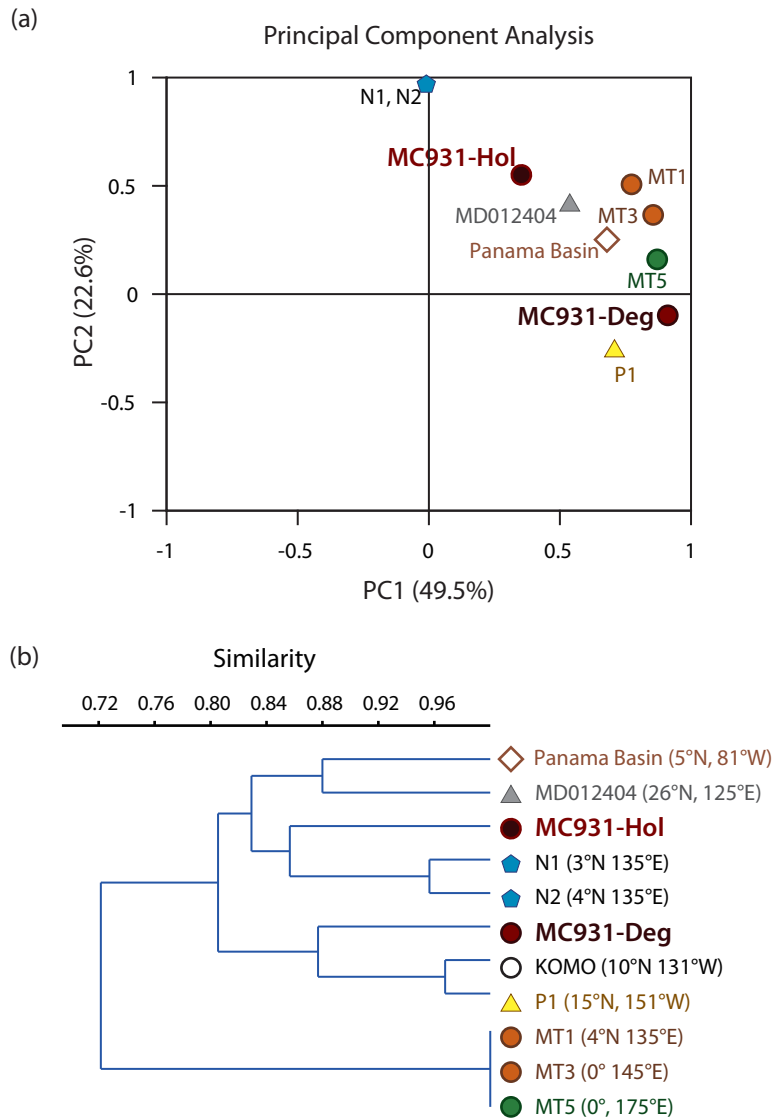 (a)
Principal Component Analysis
1
N1, N2
MC931-Hol
MT1
0.5
MD012404
MT3
Panama Basin
MT5
0
MC931-Deg
P1
-0.5
-1
PC2 (22.6%)
-1 -0.5 0 0.5 1
PC1 (49.5%)
(b)
Similarity
0.72 0.76 0.80 0.84 0.88 0.92 0.96
Panama Basin (5°N, 81°W)
MD012404 (26°N, 125°E)
MC931-Hol
N1 (3°N 135°E)
N2 (4°N 135°E)
MC931-Deg
KOMO (10°N 131°W)
P1 (15°N, 151°W)
MT1 (4°N 135°E)
MT3 (0° 145°E)
MT5 (0°, 175°E)